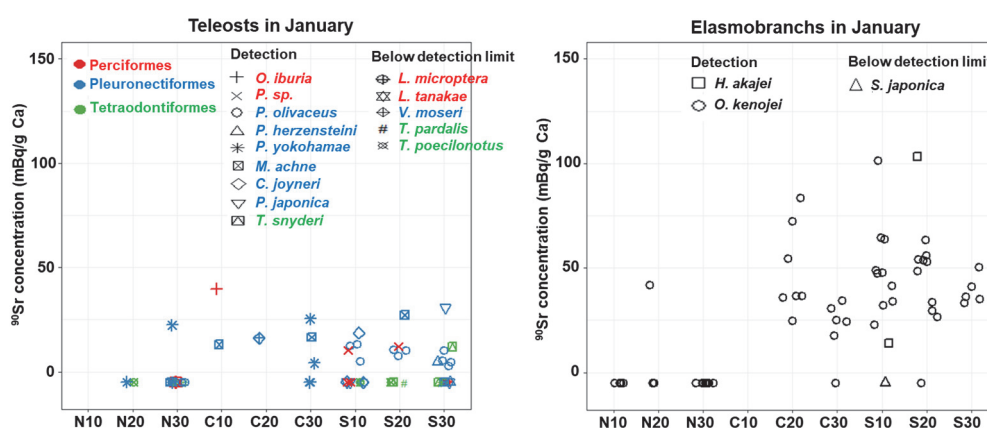 Teleosts in January
⁹⁰Sr concentration (mBq/g Ca)
150
100
50
0
Perciformes
Pleuronectiformes
Tetraodontiformes
Detection
O. iburia
P. sp.
P. olivaceus
P. herzensteini
P. yokohamae
M. achne
C. joyneri
P. japonica
T. snyderi
Below detection limit
L. microptera
L. tanakae
V. moseri
# T. pardalis
T. poecilonotus
N10 N20 N30 C10 C20 C30 S10 S20 S30
Elasmobranchs in January
⁹⁰Sr concentration (mBq/g Ca)
150
100
50
0
Detection
H. akajei
O. kenojei
Below detection limit
S. japonica
N10 N20 N30 C10 C20 C30 S10 S20 S30